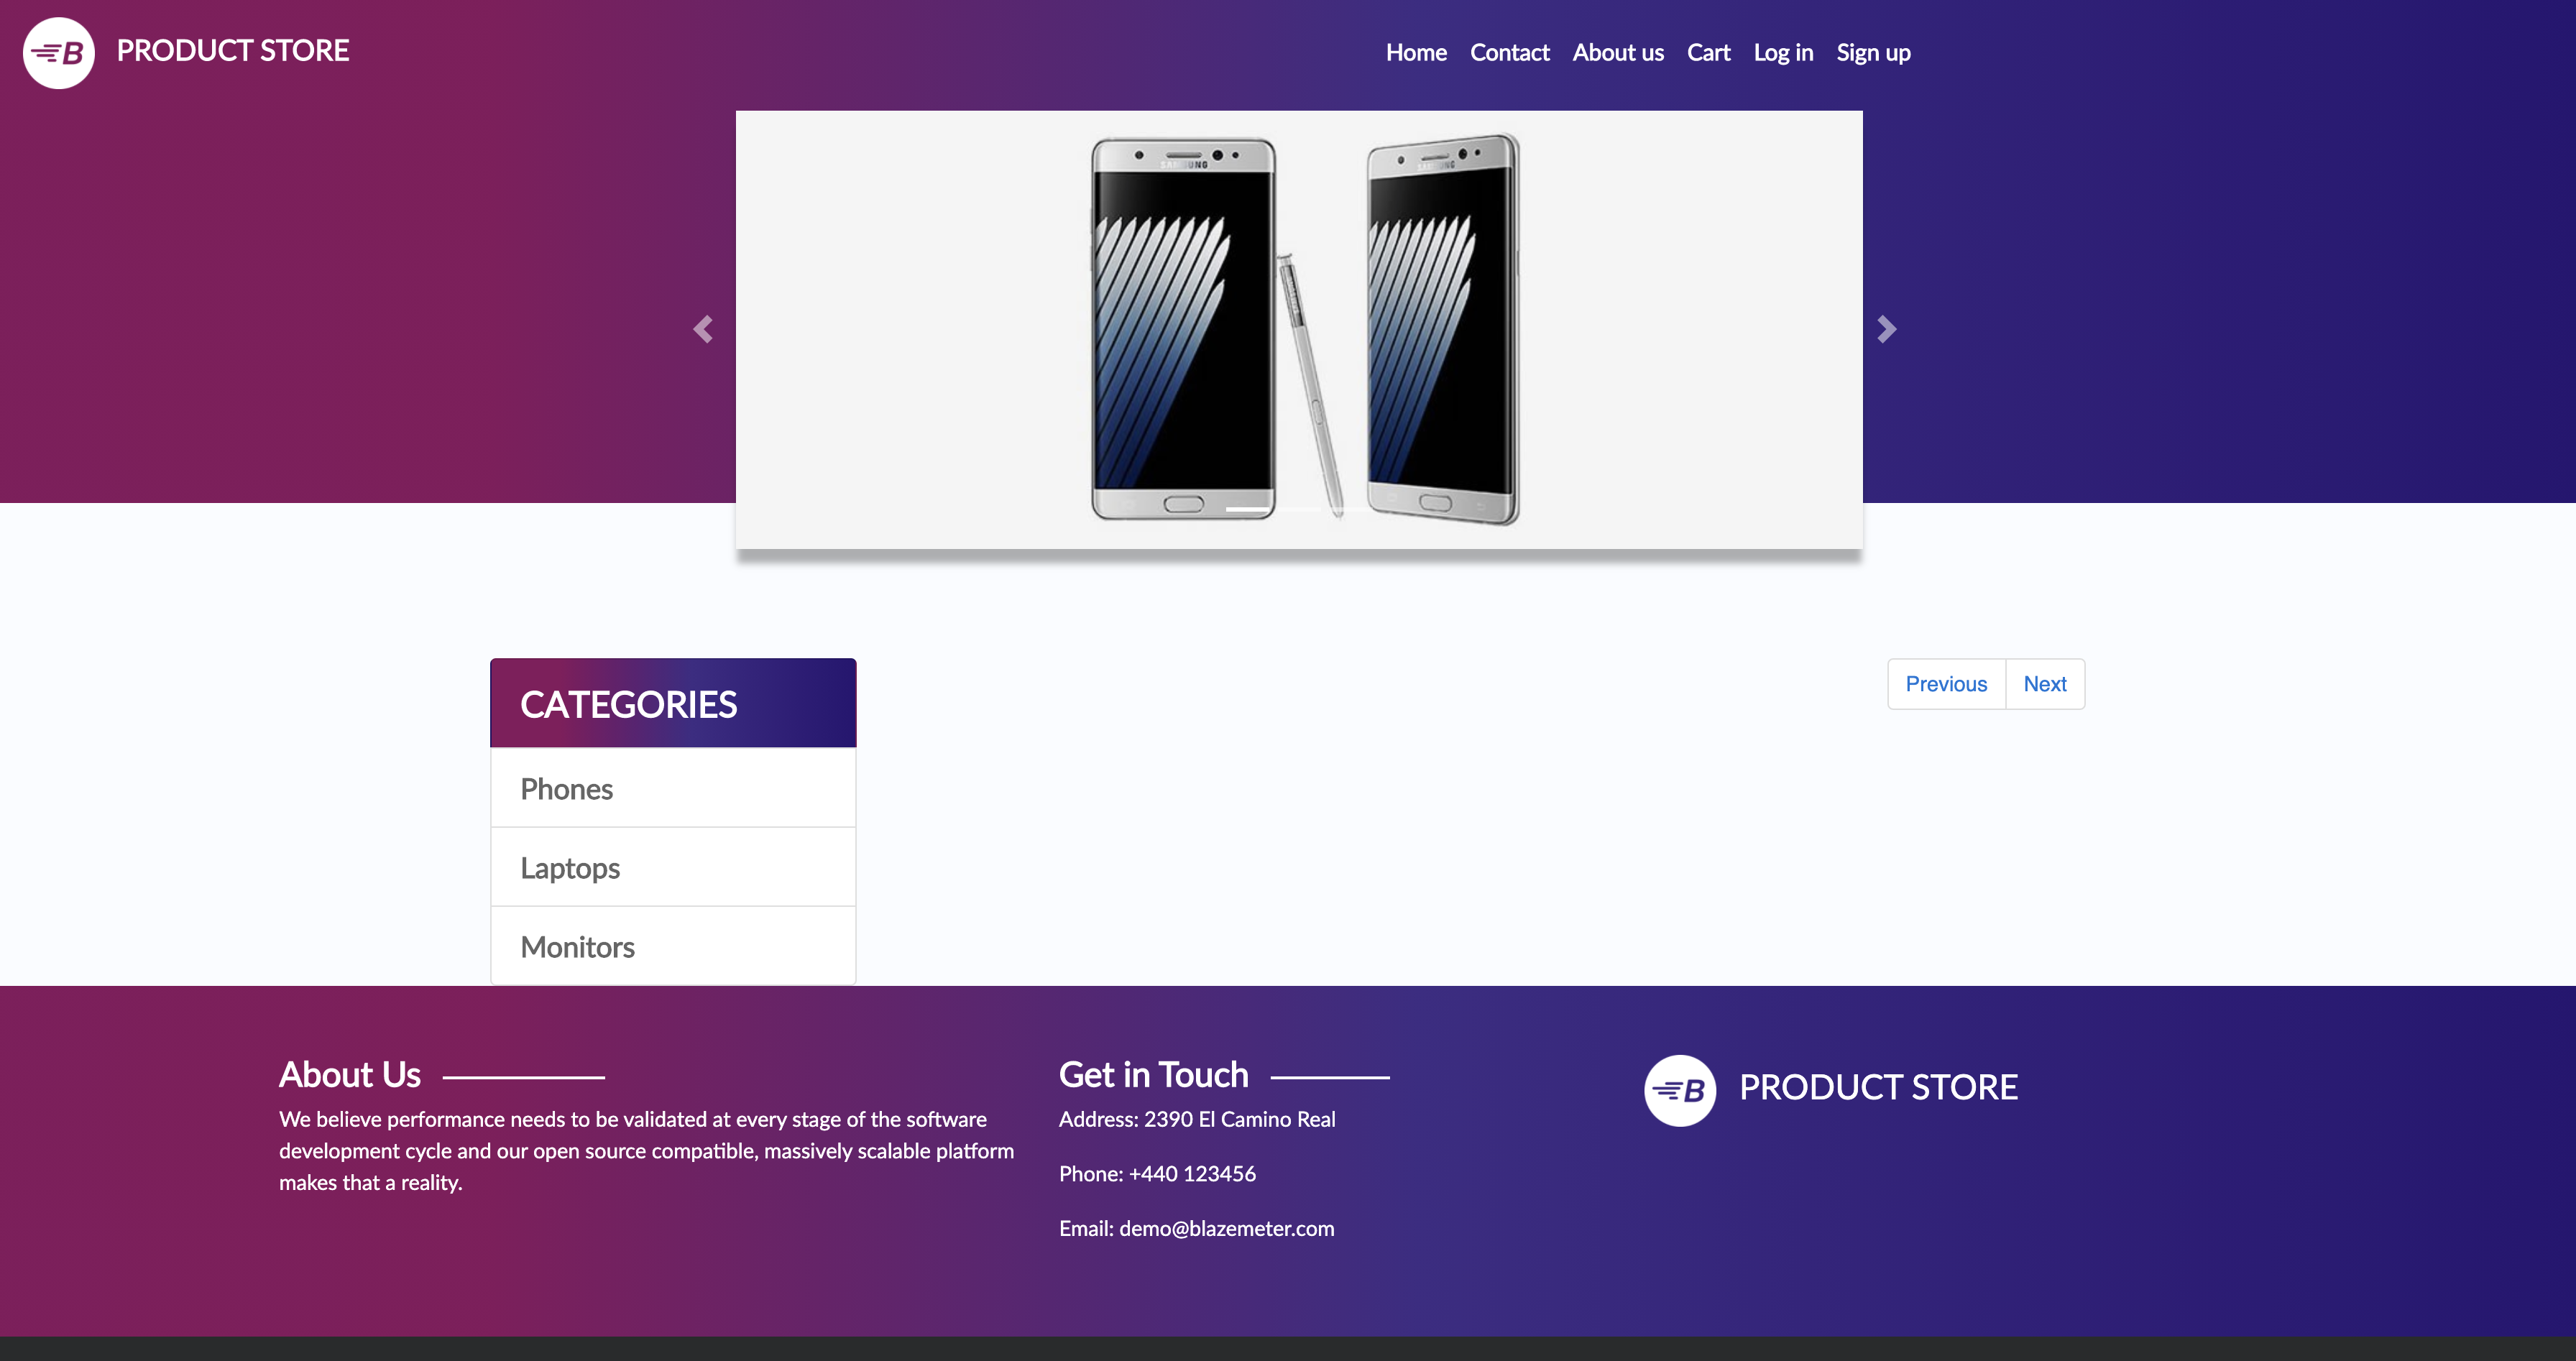 B PRODUCT STORE
Home Contact About us Cart Log in Sign up
SAMSUNG
SAMSUNG
CATEGORIES
Phones
Laptops
Monitors
Previous Next
About Us
We believe performance needs to be validated at every stage of the software
development cycle and our open source compatible, massively scalable platform
makes that a reality.
Get in Touch
Address: 2390 El Camino Real
Phone: +440 123456
Email: demo@blazemeter.com
B PRODUCT STORE